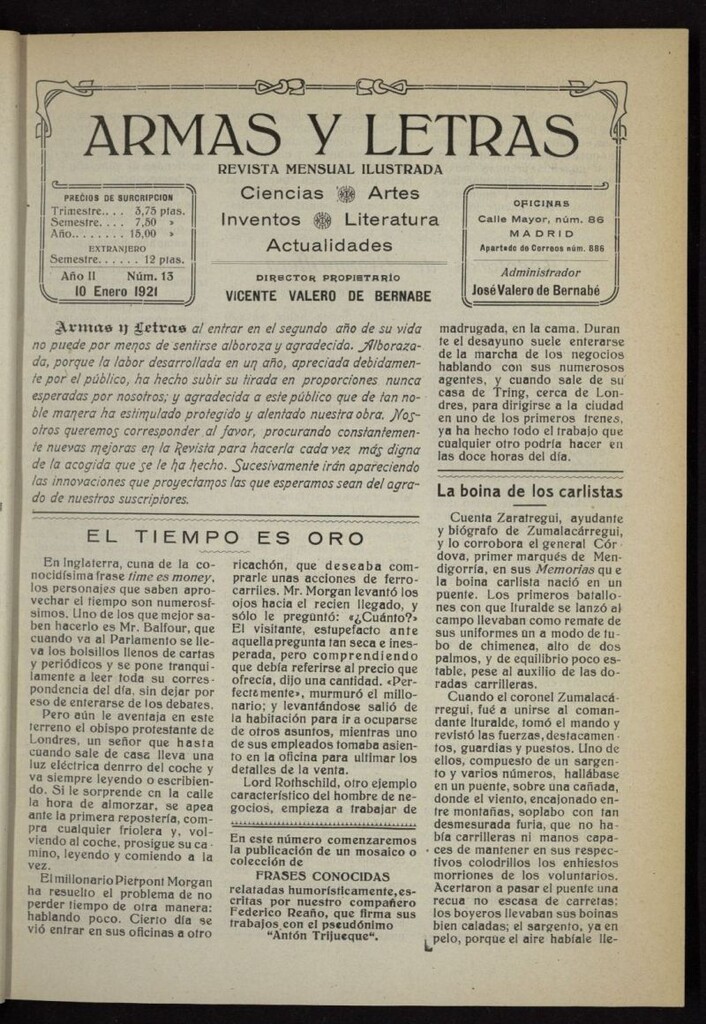 ARMAS Y LETRAS
REVISTA MENSUAL ILUSTRADA
PRECIOS DE SURCRIPCION
Trimestre.. . . 3,75 ptas.
Semestre.. . . 7,50 »
Año.. . . . . . . 15,00 »
EXTRANJERO
Semestre. . . . . . 12 ptas.
Año II Núm. 13
10 Enero 1921
Ciencias Artes
Inventos Literatura
Actualidades
DIRECTOR PROPIETARIO
VICENTE VALERO DE BERNABE
OFICINAS
Calle Mayor, núm. 86
MADRID
Apartado de Correos núm. 886
Administrador
José Valero de Bernabé
Armas y Letras al entrar en el segundo año de su vida
no puede por menos de sentirse alboroza y agradecida. Alboroza-
da, porque la labor desarrollada en un año, apreciada debidamen-
te por el público, ha hecho subir su tirada en proporciones nunca
esperadas por nosotros; y agradecida a este público que de tan no-
ble manera ha estimulado protegido y alentado nuestra obra. Nos-
otros queremos corresponder al favor, procurando constantemen-
te nuevas mejoras en la Revista para hacerla cada vez más digna
de la acogida que se le ha hecho. Sucesivamente irán apareciendo
las innovaciones que proyectamos las que esperamos sean del agra-
do de nuestros suscriptores.
EL TIEMPO ES ORO
En Inglaterra, cuna de la co-
nocidísima frase time es money,
los personajes que saben apro-
vechar el tiempo son numerosí-
simos. Uno de los que mejor sa-
ben hacerlo es Mr. Balfour, que
cuando va al Parlamento se lle-
va los bolsillos llenos de cartas
y periódicos y se pone tranqui-
lamente a leer toda su corres-
pondencia del día, sin dejar por
eso de enterarse de los debates.
Pero aún le aventaja en este
terreno el obispo protestante de
Londres, un señor que hasta
cuando sale de casa lleva una
luz eléctrica denrro del coche y
va siempre leyendo o escribien-
do. Si le sorprende en la calle
la hora de almorzar, se apea
ante la primera repostería, com-
pra cualquier friolera y, vol-
viendo al coche, prosigue su ca-
mino, leyendo y comiendo a la
vez.
El millonario Pierpont Morgan
ha resuelto el problema de no
perder tiempo de otra manera:
hablando poco. Cierto día se
vió entrar en sus oficinas a otro
ricachón, que deseaba com-
prarle unas acciones de ferro-
carriles. Mr. Morgan levantó los
ojos hacia el recien llegado, y
sólo le preguntó: «¿Cuánto?»
El visitante, estupefacto ante
aquella pregunta tan seca e ines-
perada, pero comprendiendo
que debía referirse al precio que
ofrecía, dijo una cantidad. «Per-
fectamente», murmuró el millo-
nario; y levantándose salió de
la habitación para ir a ocuparse
de otros asuntos, mientras uno
de sus empleados tomaba asien-
to en la oficina para ultimar los
detalles de la venta.
Lord Rothschild, otro ejemplo
característico del hombre de ne-
gocios, empieza a trabajar de
En este número comenzaremos
la publicación de un mosaico o
colección de
FRASES CONOCIDAS
relatadas humorísticamente, es-
critas por nuestro compañero
Federico Reaño, que firma sus
trabajos con el pseudónimo
"Antón Trijueque".
madrugada, en la cama. Duran
te el desayuno suele enterarse
de la marcha de los negocios
hablando con sus numerosos
agentes, y cuando sale de su
casa de Tring, cerca de Lon-
dres, para dirigirse a la ciudad
en uno de los primeros trenes,
ya ha hecho todo el trabajo que
cualquier otro podría hacer en
las doce horas del día.
La boina de los carlistas
Cuenta Zaratregui, ayudante
y biógrafo de Zumalacárregui,
y lo corrobora el general Cór
dova, primer marqués de Men-
digorría, en sus Memorias que
la boina carlista nació en un
puente. Los primeros batallo-
nes con que Ituralde se lanzó al
campo llevaban como remate de
sus uniformes un a modo de tu-
bo de chimenea, alto de dos
palmos, y de equilibrio poco es-
table, pese al auxilio de las do-
radas carrilleras.
Cuando el coronel Zumalacá-
rregui, fué a unirse al coman-
dante Ituralde, tomó el mando y
revistó las fuerzas, destacamen-
tos, guardias y puestos. Uno de
ellos, compuesto de un sargen-
to y varios números, hallábase
en un puente, sobre una cañada,
donde el viento, encajonado en-
tre montañas, soplabo con tan
desmesurada furia, que no ha-
bía carrilleras ni manos capa-
ces de mantener en sus respec-
tivos colodrillos los enhiestos
morriones de los voluntarios.
Acertaron a pasar el puente una
recua no escasa de carretas:
los boyeros llevaban sus boinas
bien caladas; el sargento, ya en
pelo, porque el aire habíale lle-